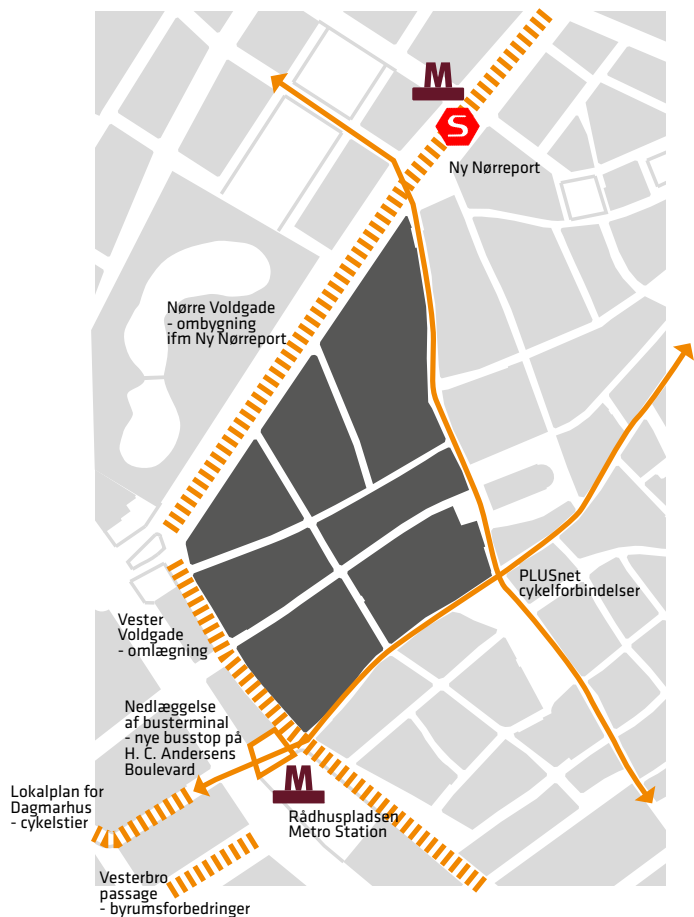 M
S
Ny Nørreport
Nørre Voldgade
- ombygning
ifm Ny Nørreport
PLUSnet
cykelforbindelser
Vester
Voldgade
- omlægning
Nedlæggelse
af busterminal
- nye busstop på
H. C. Andersens
Boulevard
M
Rådhuspladsen
Metro Station
Lokalplan for
Dagmarhus
- cykelstier
Vesterbro
passage
- byrumsforbedringer